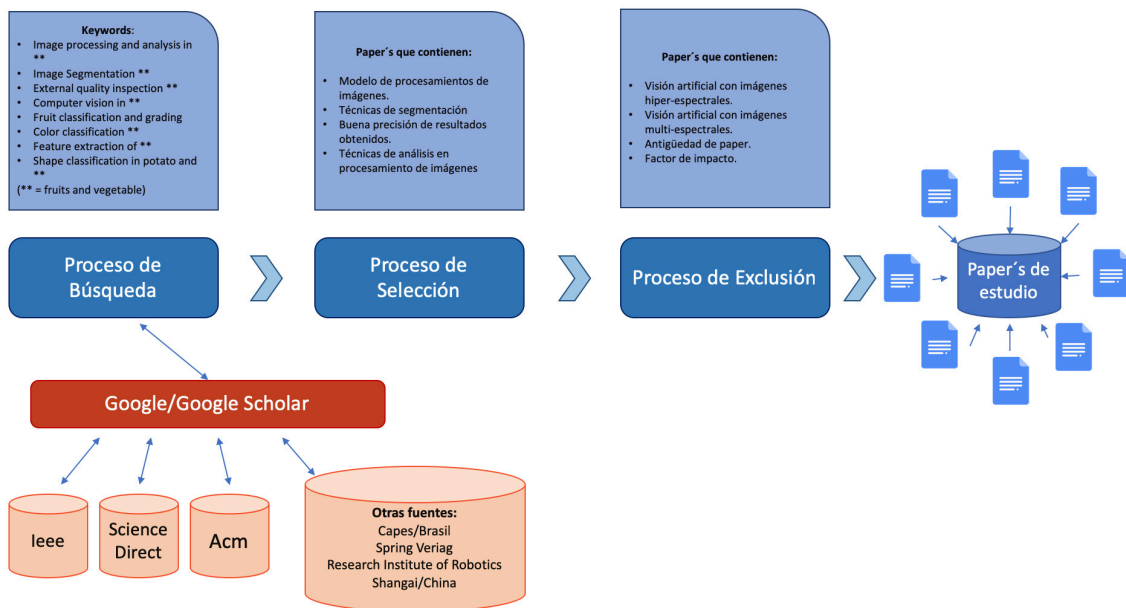 Keywords:
• Image processing and analysis in
**
• Image Segmentation **
• External quality inspection **
• Computer vision in **
• Fruit classification and grading
• Color classification **
• Feature extraction of **
• Shape classification in potato and
**
(** = fruits and vegetable)
Paper´s que contienen:
• Modelo de procesamientos de
imágenes.
• Técnicas de segmentación
• Buena precisión de resultados
obtenidos.
• Técnicas de análisis en
procesamiento de imágenes
Paper´s que contienen:
• Visión artificial con imágenes
hiper-espectrales.
• Visión artificial con imágenes
multi-espectrales.
• Antigüedad de paper.
• Factor de impacto.
Proceso de
Búsqueda
Proceso de
Selección
Proceso de Exclusión
Paper´s de
estudio
Google/Google Scholar
Ieee
Science
Direct
Acm
Otras fuentes:
Capes/Brasil
Spring Veriag
Research Institute of Robotics
Shangai/China